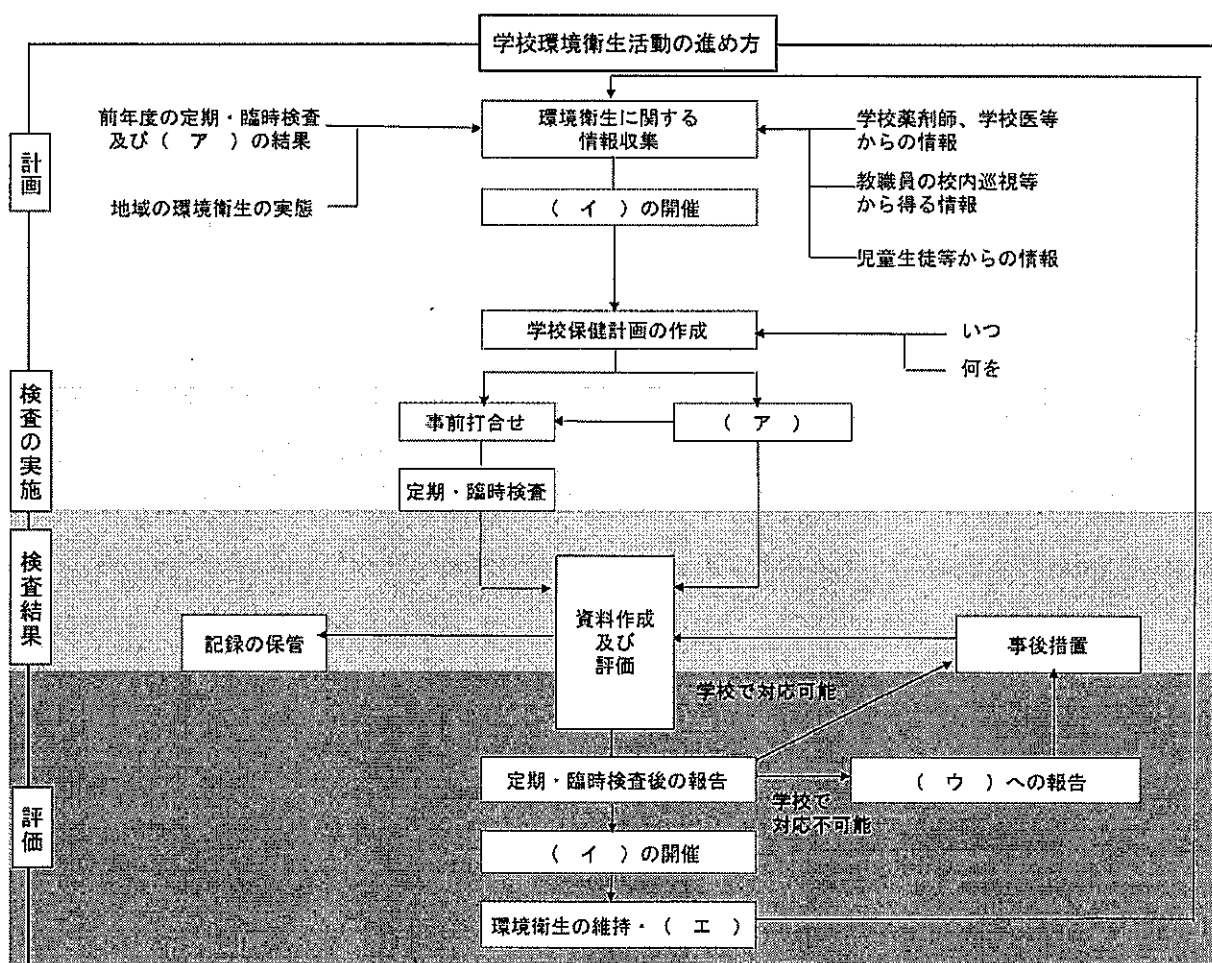 学校環境衛生活動の進め方
計画
前年度の定期・臨時検査
及び（　ア　）の結果
地域の環境衛生の実態
環境衛生に関する
情報収集
学校薬剤師、学校医等
からの情報
教職員の校内巡視等
から得る情報
児童生徒等からの情報
（　イ　）の開催
学校保健計画の作成
いつ
何を
検査の実施
事前打合せ
（　ア　）
定期・臨時検査
検査結果
資料作成
及び
評価
記録の保管
事後措置
学校で対応可能
評価
定期・臨時検査後の報告
学校で
対応不可能
（　ウ　）への報告
（　イ　）の開催
環境衛生の維持・（　エ　）